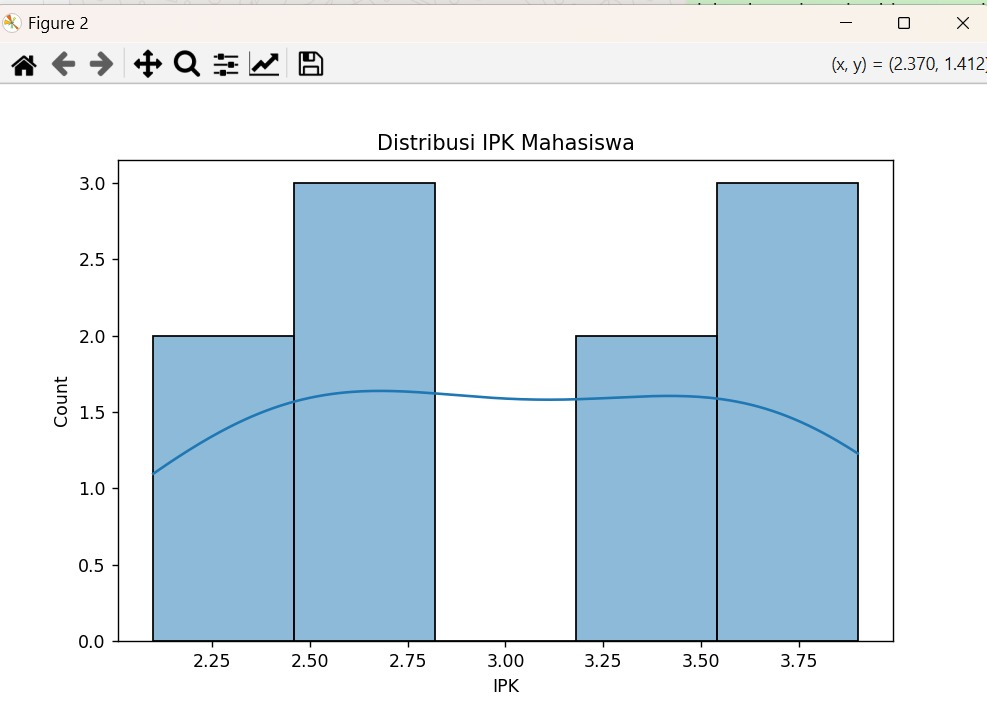 Figure 2
(x, y) = (2.370, 1.412)
Distribusi IPK Mahasiswa
3.0
2.5
2.0
1.5
1.0
0.5
0.0
Count
2.25 2.50 2.75 3.00 3.25 3.50 3.75
IPK